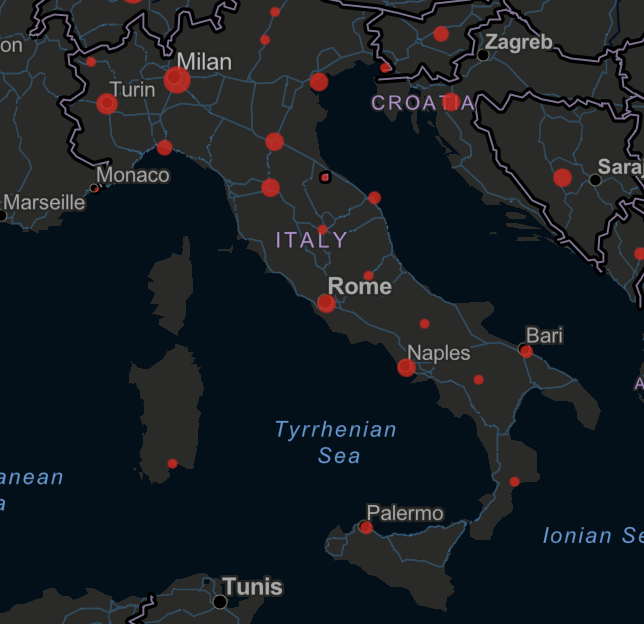 on
Zagreb
Milan
Turin
CROATIA
Sara
Monaco
Marseille
ITALY
Rome
Bari
Naples
A
Tyrrhenian
Sea
anean
a
Palermo
Ionian Se
Tunis